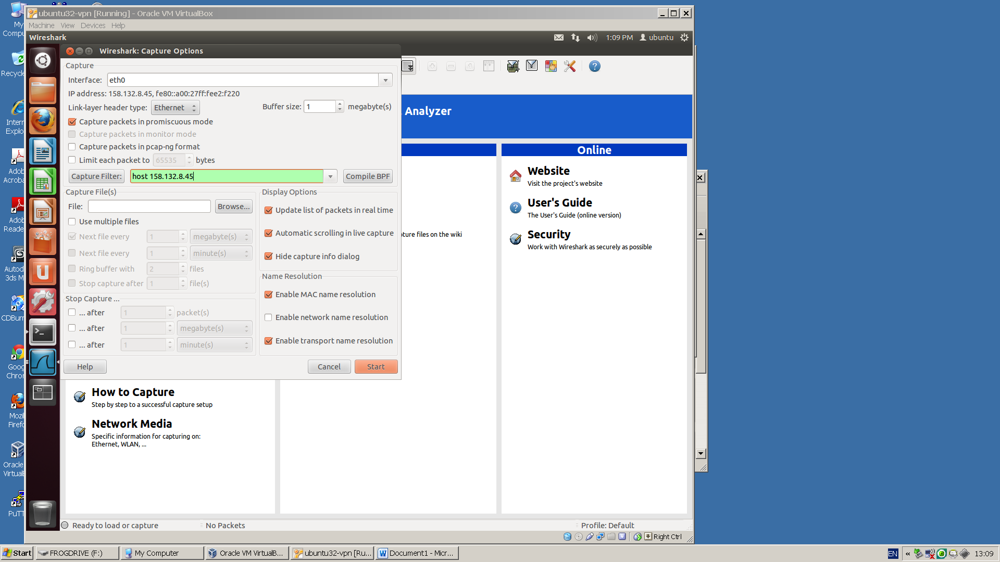 ubuntu32-vpn [Running] - Oracle VM VirtualBox
Machine View Devices Help
Wireshark
1:09 PM ubuntu
Wireshark: Capture Options
Capture
Interface: eth0
IP address: 158.132.8.45, fe80::a00:27ff:fee2:f220
Link-layer header type: Ethernet
Buffer size: 1 megabyte(s)
Capture packets in promiscuous mode
Capture packets in monitor mode
Capture packets in pcap-ng format
Limit each packet to 65535 bytes
Capture Filter: host 158.132.8.45 Compile BPF
Capture File(s)
File: Browse...
Use multiple files
Next file every 1 megabyte(s)
Next file every 1 minute(s)
Ring buffer with 2 files
Stop capture after 1 file(s)
Stop Capture ...
... after 1 packet(s)
... after 1 megabyte(s)
... after 1 minute(s)
Display Options
Update list of packets in real time
Automatic scrolling in live capture
Hide capture info dialog
Name Resolution
Enable MAC name resolution
Enable network name resolution
Enable transport name resolution
Help Cancel Start
Analyzer
ture files on the wiki
Online
Website
Visit the project's website
User's Guide
The User's Guide (online version)
Security
Work with Wireshark as securely as possible
How to Capture
Step by step to a successful capture setup
Network Media
Specific information for capturing on:
Ethernet, WLAN, ...
Ready to load or capture
No Packets
Profile: Default
Right Ctrl
My
Compu
Recycle
Intern
Explo
Adob
Acroba
Adob
Reade
Autod
3ds M
CDBurn
Goog
Chron
Mozil
Firefo
Oracle
Virtual
PuTT
Start
FROGDRIVE (F:)
My Computer
Oracle VM VirtualB...
ubuntu32-vpn [Ru...
Document1 - Micr...
EN
«
13:09